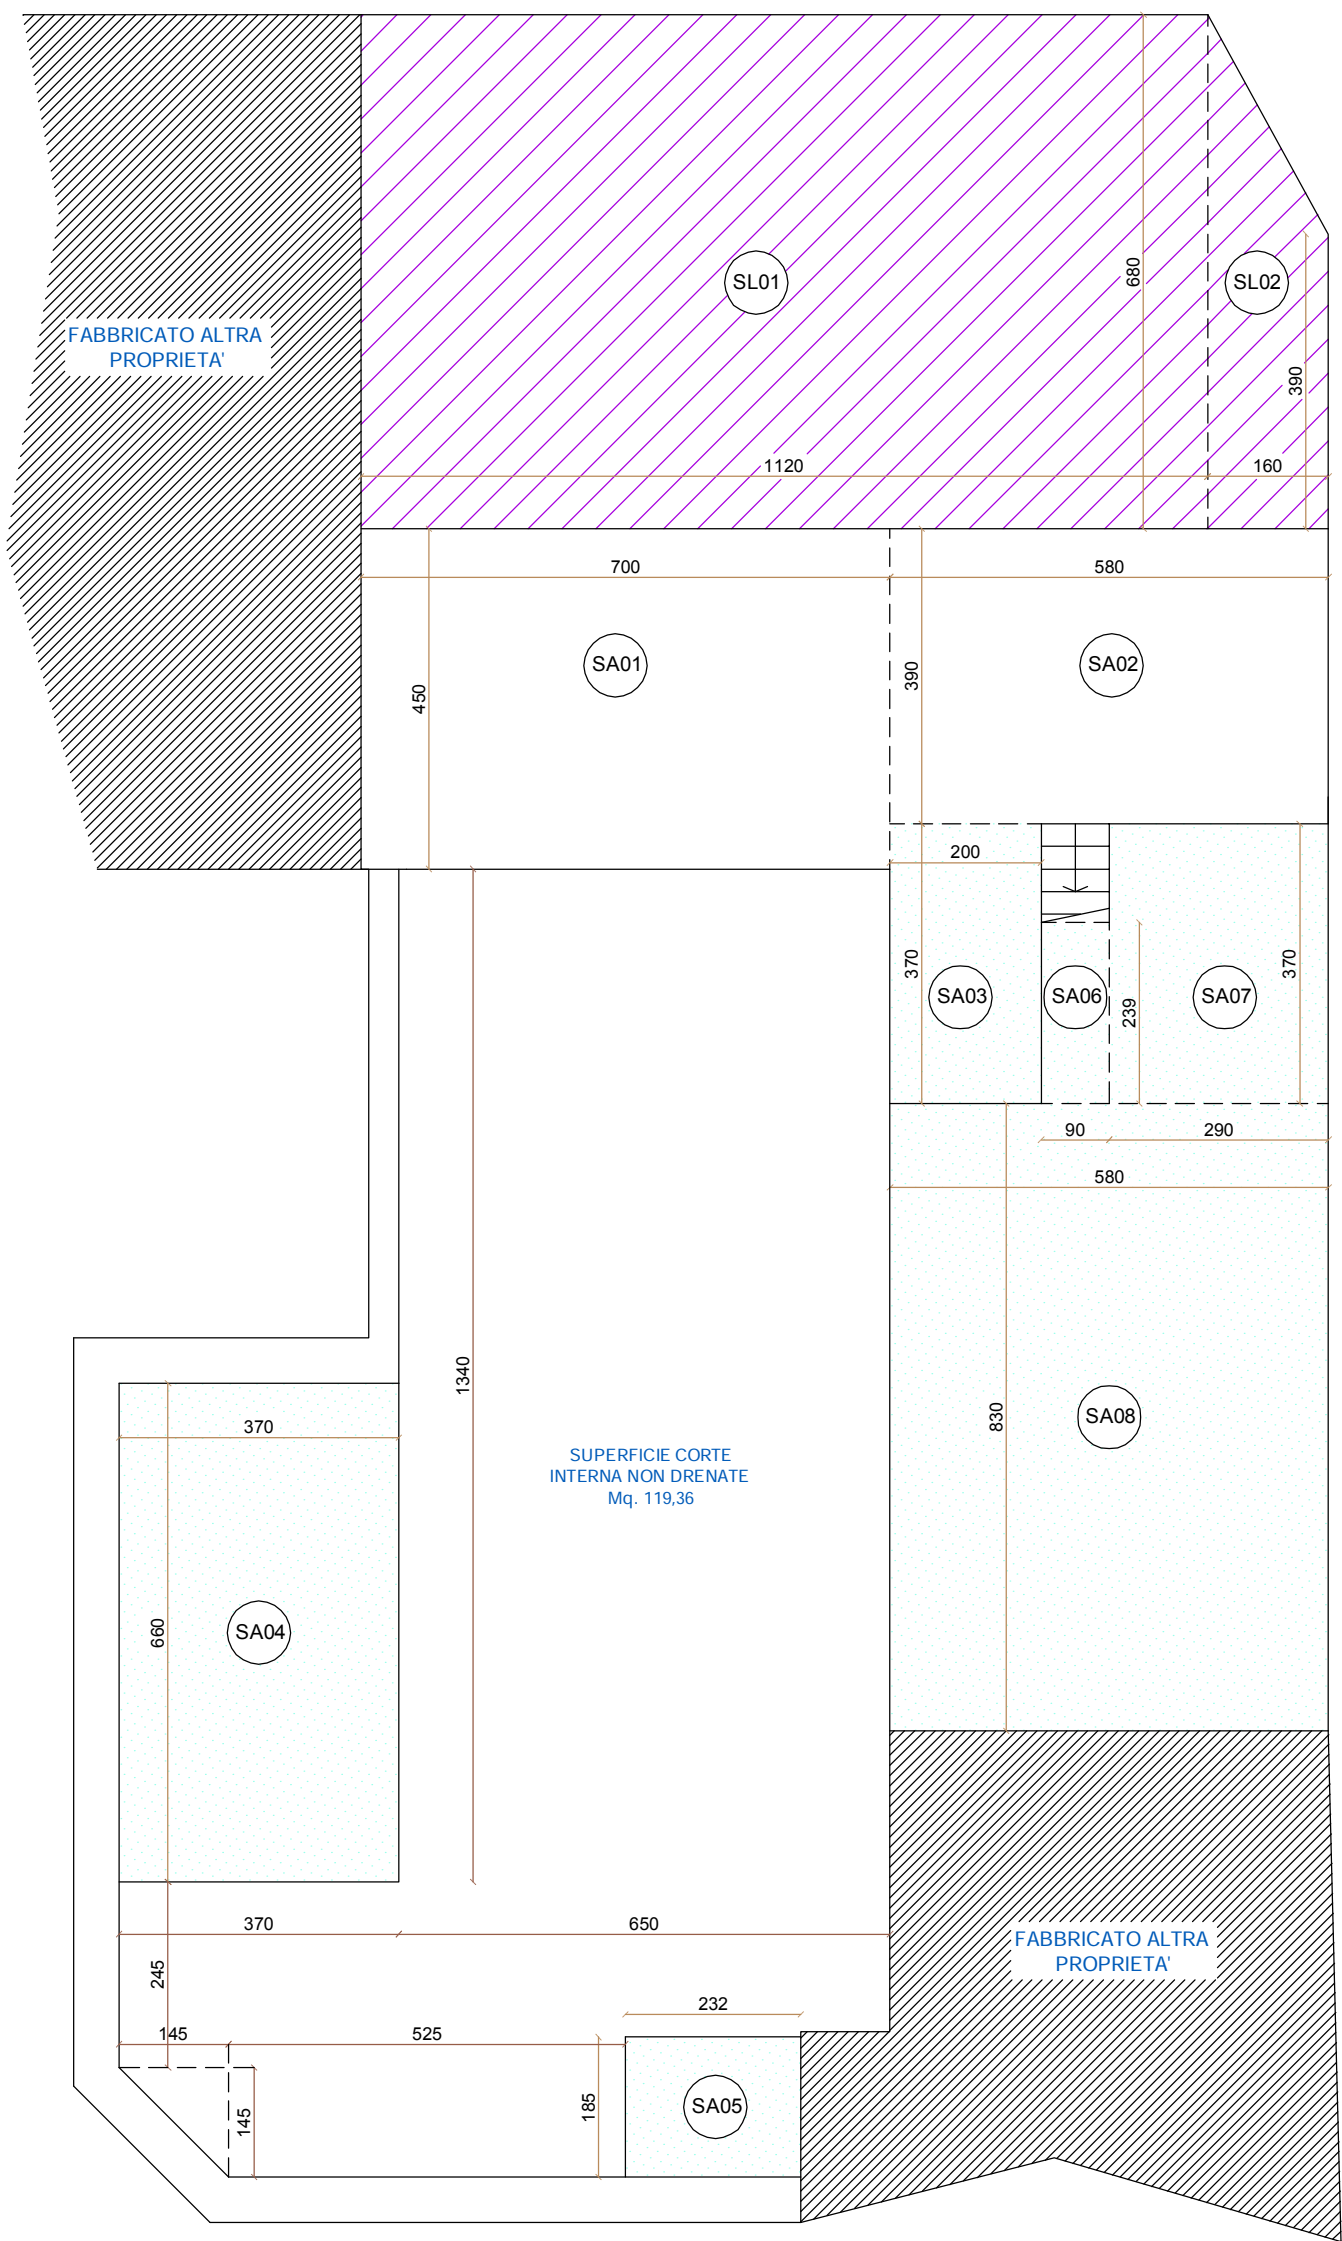 680
SL01
SL02
FABBRICATO ALTRA
PROPRIETA'
390
1120
160
700
580
SA01
SA02
450
390
200
370
SA03
SA06
SA07
370
239
90
290
580
1340
830
370
SA08
SUPERFICIE CORTE
INTERNA NON DRENATE
Mq. 119,36
660
SA04
370
650
FABBRICATO ALTRA
PROPRIETA'
245
232
145
525
185
SA05
145